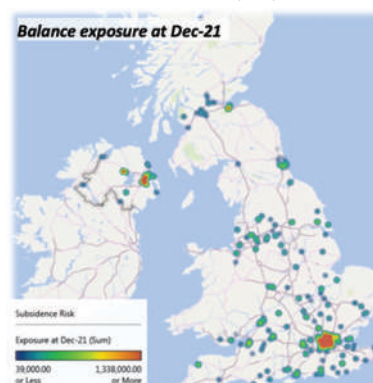 Balance exposure at Dec-21
Subsidence Risk
Exposure at Dec-21 (Sum)
39,000.00 1,338,000.00
or Less or More